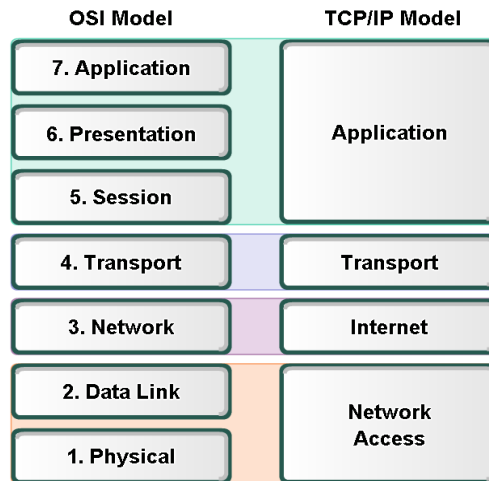 OSI Model
TCP/IP Model
7. Application
6. Presentation
5. Session
Application
4. Transport
Transport
3. Network
Internet
2. Data Link
1. Physical
Network
Access